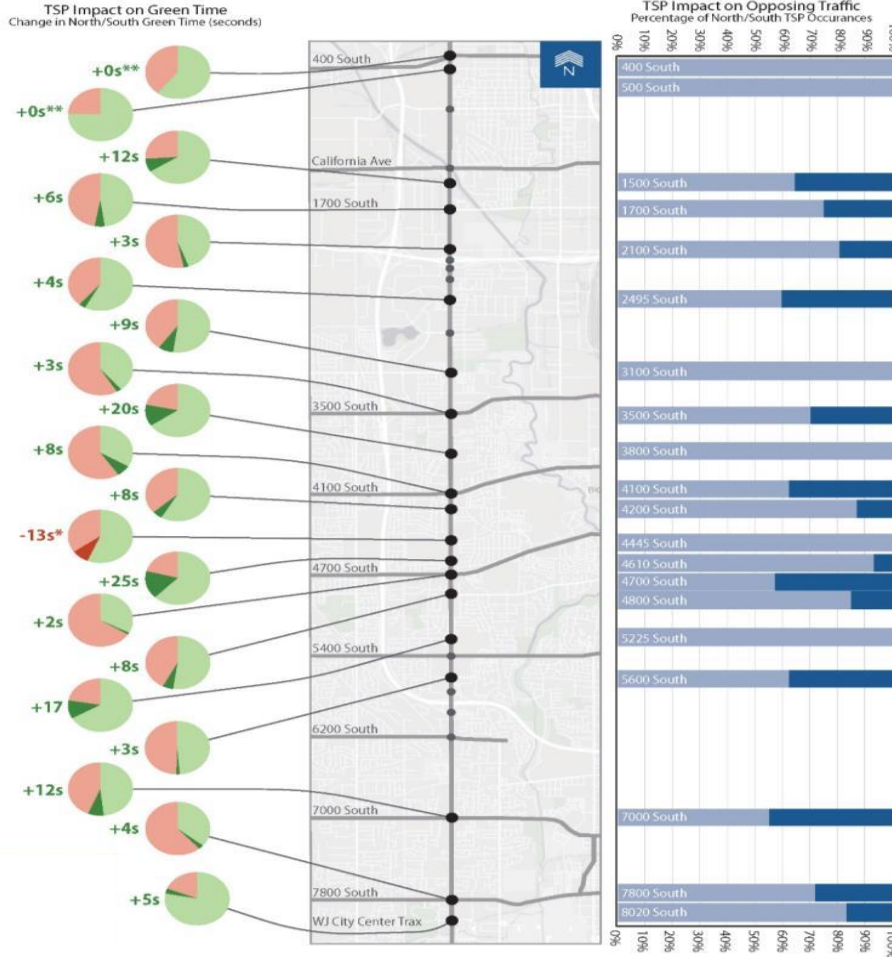 TSP Impact on Green Time
Change in North/South Green Time (seconds)
+0s**
+0s**
+12s
+6s
+3s
+4s
+9s
+3s
+20s
+8s
+8s
-13s*
+25s
+2s
+8s
+17
+3s
+12s
+4s
+5s
400 South
California Ave
1700 South
3500 South
4100 South
4700 South
5400 South
6200 South
7000 South
7800 South
WJ City Center Trax
N
TSP Impact on Opposing Traffic
Percentage of North/South TSP Occurances
0% 10% 20% 30% 40% 50% 60% 70% 80% 90%
400 South
500 South
1500 South
1700 South
2100 South
2495 South
3100 South
3500 South
3800 South
4100 South
4200 South
4445 South
4610 South
4700 South
4800 South
5225 South
5600 South
7000 South
7800 South
8020 South
0% 10% 20% 30% 40% 50% 60% 70% 80% 90%